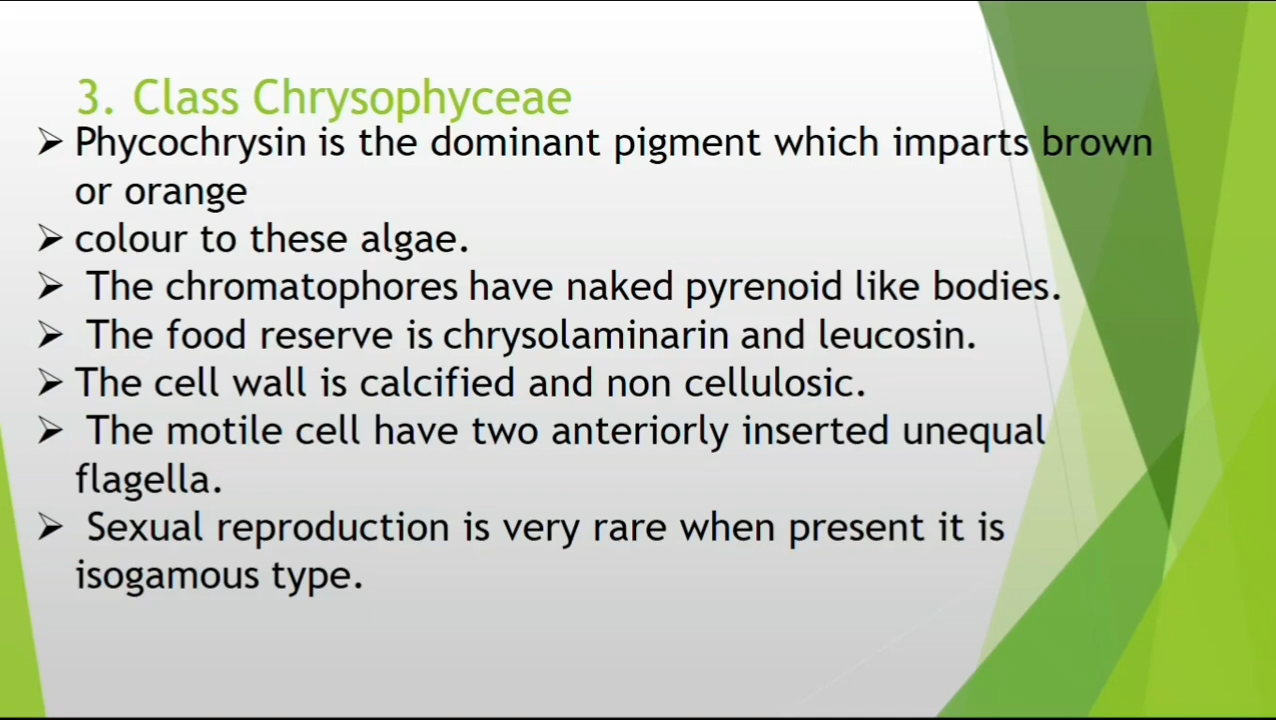 3. Class Chrysophyceae
➢ Phycochrysin is the dominant pigment which imparts brown
or orange
➢ colour to these algae.
➢ The chromatophores have naked pyrenoid like bodies.
➢ The food reserve is chrysolaminarin and leucosin.
➢ The cell wall is calcified and non cellulosic.
➢ The motile cell have two anteriorly inserted unequal
flagella.
➢ Sexual reproduction is very rare when present it is
isogamous type.